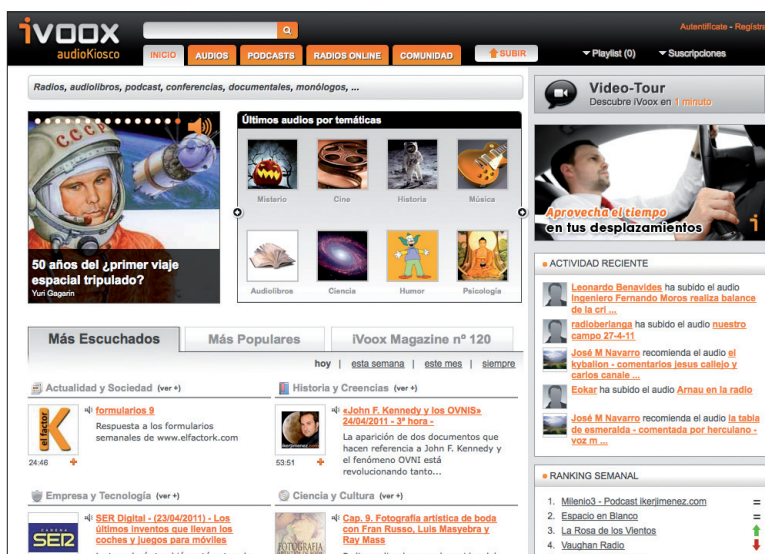 ivoox
audioKiosco
Autentifícate - Regístra
INICIO
AUDIOS
PODCASTS
RADIOS ONLINE
COMUNIDAD
SUBIR
Playlist (0)
Suscripciones
Radios, audiolibros, podcast, conferencias, documentales, monólogos, ...
CCCP
50 años del ¿primer viaje
espacial tripulado?
Yuri Gagarin
Últimos audios por temáticas
Misterio
Cine
Historia
Música
Audiolibros
Ciencia
Humor
Psicología
Video-Tour
Descubre iVoox en 1 minuto
Aprovecha el tiempo
en tus desplazamientos
ACTIVIDAD RECIENTE
Leonardo Benavides ha subido el audio
Ingeniero Fernando Moros realiza balance
de la cri ...
radioberlanga ha subido el audio nuestro
campo 27-4-11
José M Navarro recomienda el audio el
kybalion - comentarios jesus callejo y
carlos canale ...
Eokar ha subido el audio Arnau en la radio
José M Navarro recomienda el audio la tabla
de esmeralda - comentada por herculano -
voz m ...
RANKING SEMANAL
1. Milenio3 - Podcast ikerjimenez.com =
2. Espacio en Blanco =
3. La Rosa de los Vientos
4. Vaughan Radio
Más Escuchados
Más Populares
iVoox Magazine nº 120
hoy | esta semana | este mes | siempre
Actualidad y Sociedad (ver +)
el factor
k
formularios 9
Respuesta a los formularios
semanales de www.elfactork.com
24:46
Historia y Creencias (ver +)
ikerjimenez.com
«John F. Kennedy y los OVNIS»
24/04/2011 - 3ª hora -
La aparición de dos documentos que
hacen referencia a John F. Kennedy y
el fenómeno OVNI está
revolucionando tanto...
53:51
Empresa y Tecnología (ver +)
CADENA
SER
SER Digital - (23/04/2011) - Los
últimos inventos que llevan los
coches y juegos para móviles
Ciencia y Cultura (ver +)
FOTOGRAFIA
Cap. 9. Fotografia artística de boda
con Fran Russo, Luis Masyebra y
Ray Mass